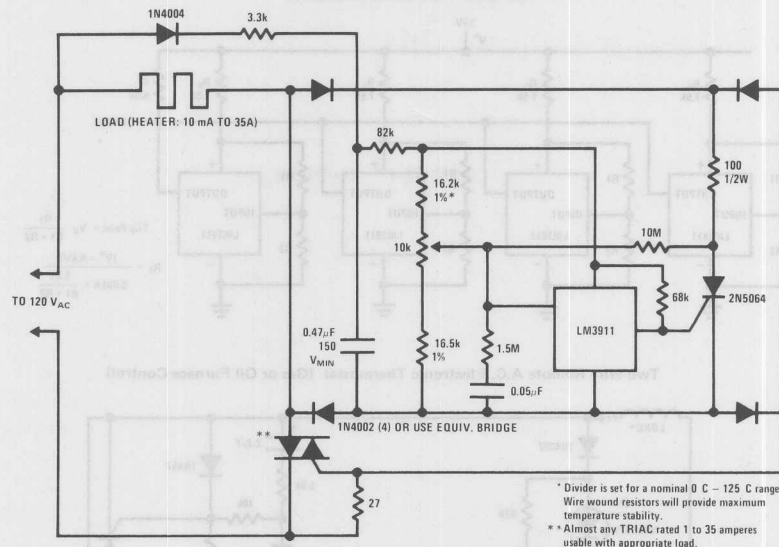 1N4004
3.3k
LOAD (HEATER: 10 mA TO 35A)
82k
16.2k
1%*
100
1/2W
10k
10M
TO 120 VAC
68k
2N5064
LM3911
0.47μF
150
VMIN
16.5k
1%
1.5M
0.05μF
1N4002 (4) OR USE EQUIV. BRIDGE
**
27
* Divider is set for a nominal 0 C – 125 C range
Wire wound resistors will provide maximum
temperature stability.
** Almost any TRIAC rated 1 to 35 amperes
usable with appropriate load.